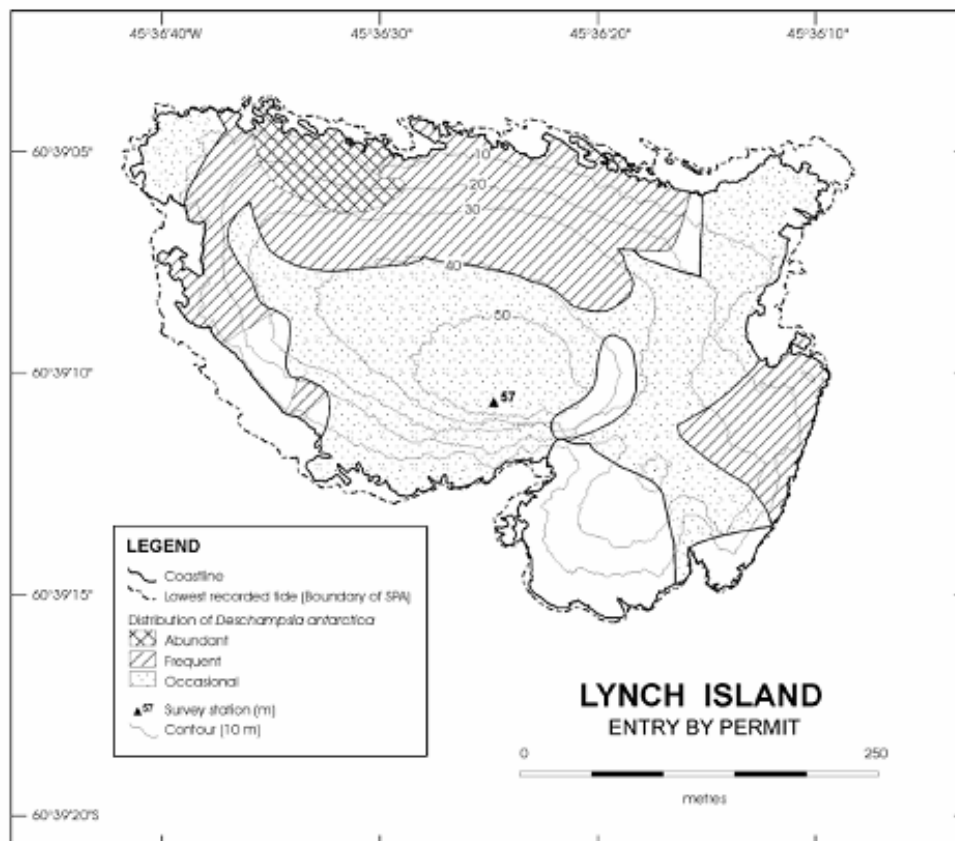 45°36'40"W 45°36'30" 45°36'20" 45°36'10"
60°39'05"
10
20
30
40
50
60°39'10"
57
LEGEND
Coastline
Lowest recorded tide (Boundary of SPA)
Distribution of Deschampsia antarctica
Abundant
Frequent
Occasional
57 Survey station (m)
Contour (10 m)
60°39'15"
LYNCH ISLAND
ENTRY BY PERMIT
0 250
metres
60°39'20"S